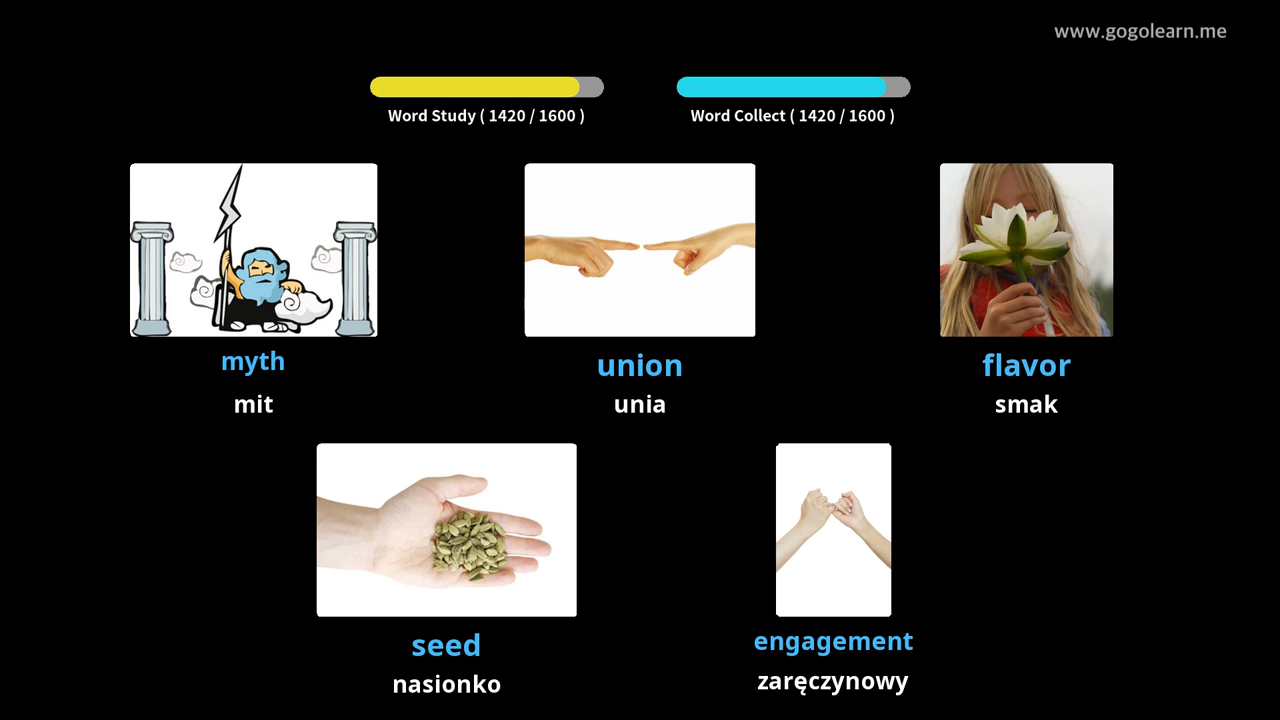 www.gogolearn.me
Word Study ( 1420 / 1600 )
Word Collect ( 1420 / 1600 )
myth
mit
union
unia
flavor
smak
seed
nasionko
engagement
zaręczynowy